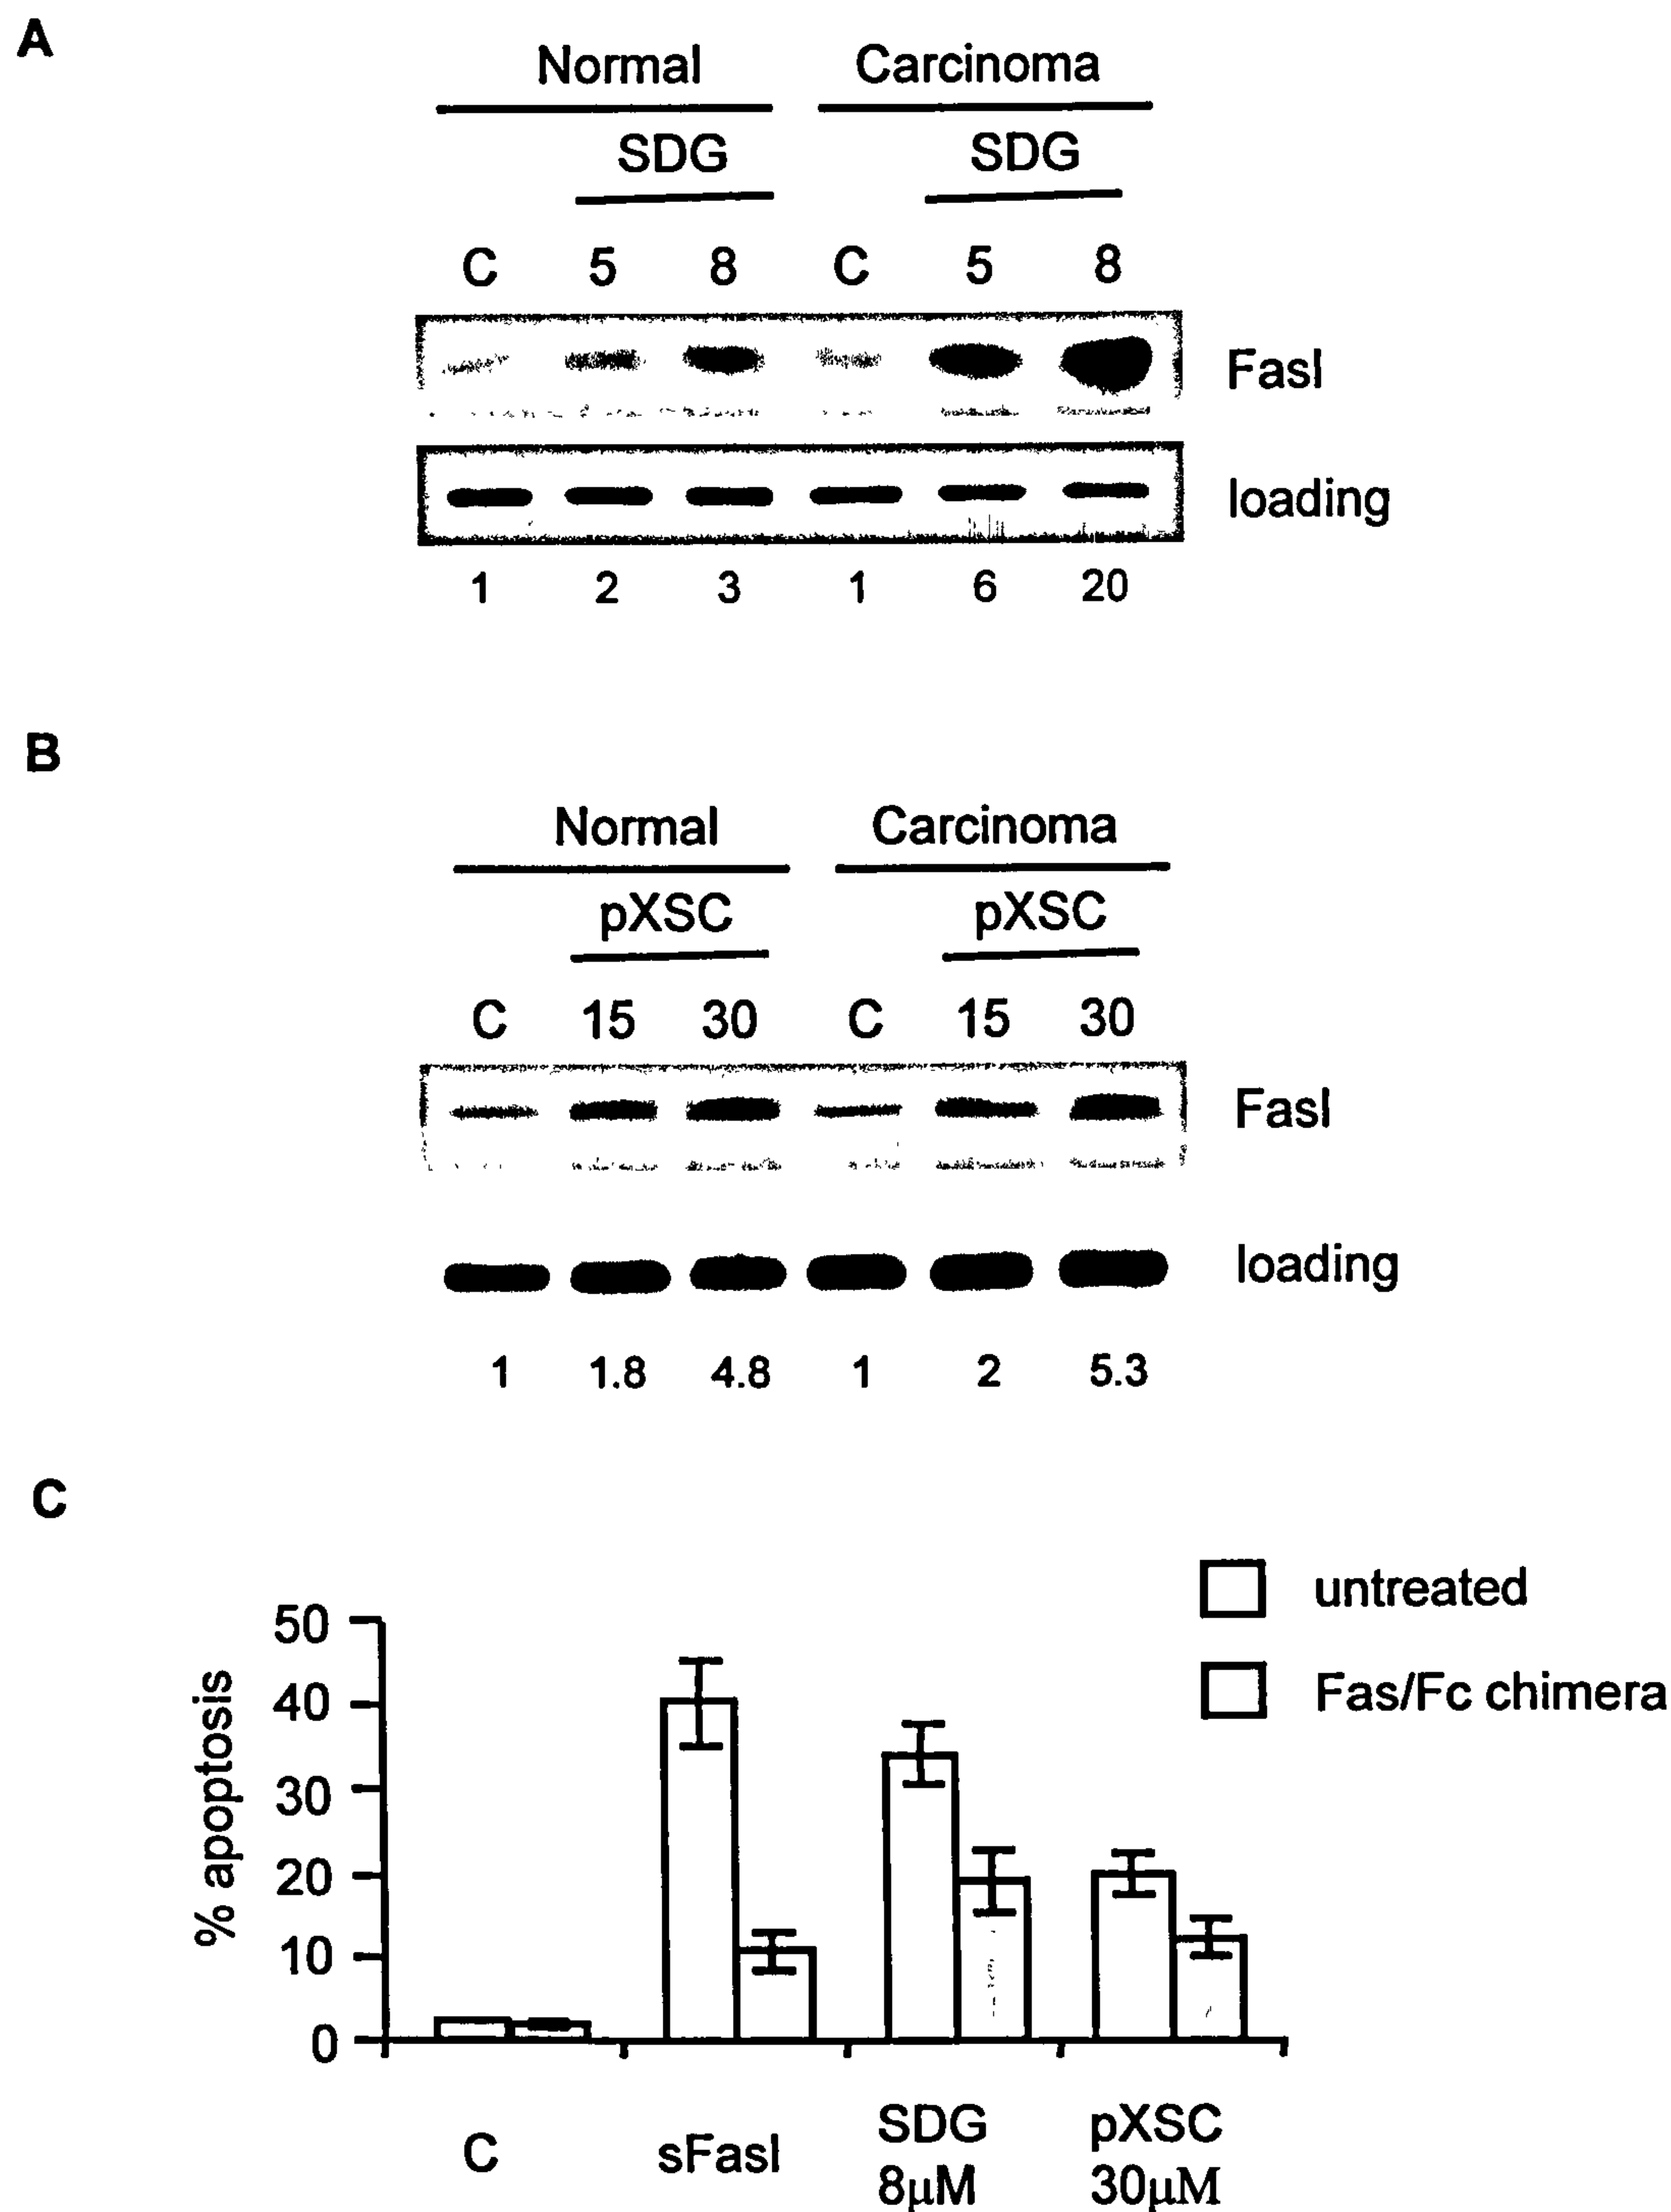 A
Normal Carcinoma
SDG SDG
C 5 8 C 5 8
Fasl
loading
1 2 3 1 6 20
B
Normal Carcinoma
pXSC pXSC
C 15 30 C 15 30
Fasl
loading
1 1.8 4.8 1 2 5.3
C
untreated
Fas/Fc chimera
% apoptosis
50
40
30
20
10
0
C sFasl SDG 8µM pXSC 30µM